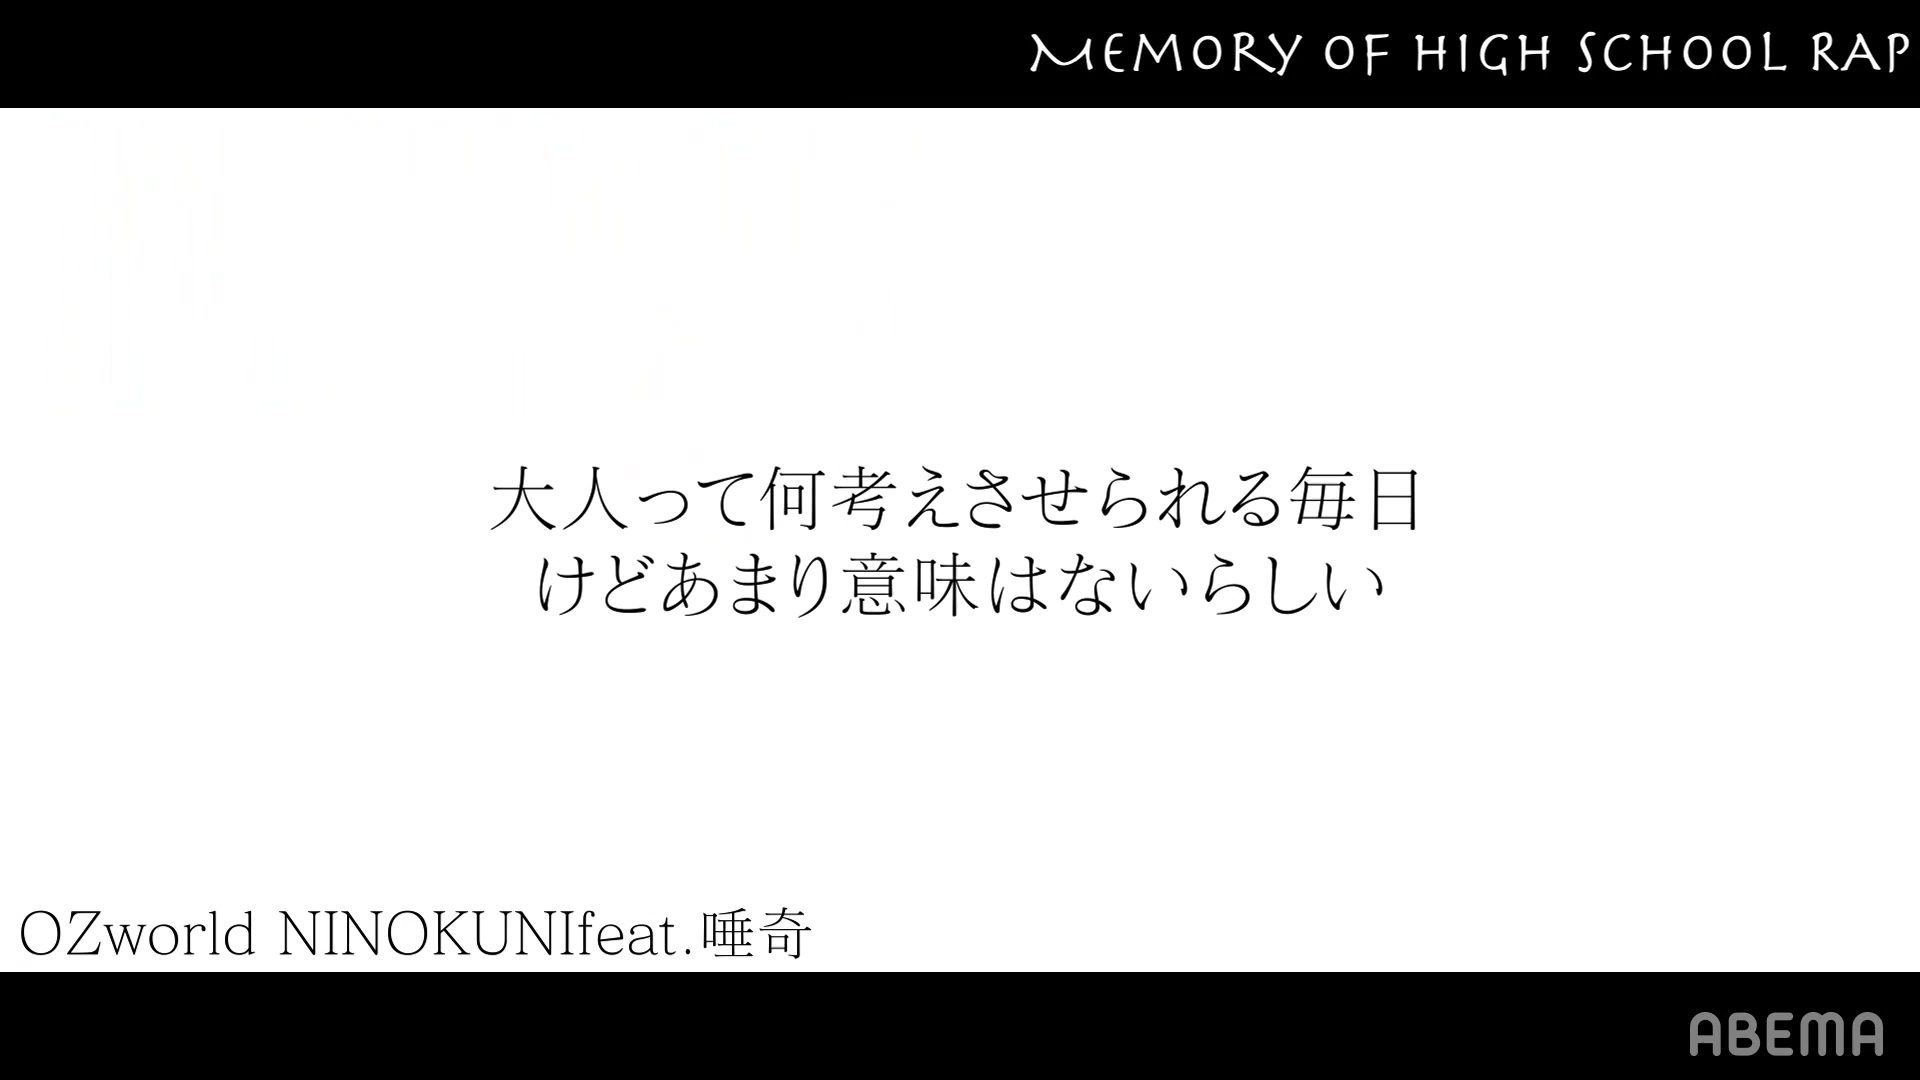 MEMORY OF HIGH SCHOOL RAP
大人って何考えさせられる毎日
けどあまり意味はないらしい
OZworld NINOKUNIfeat.唾奇
ABEMA